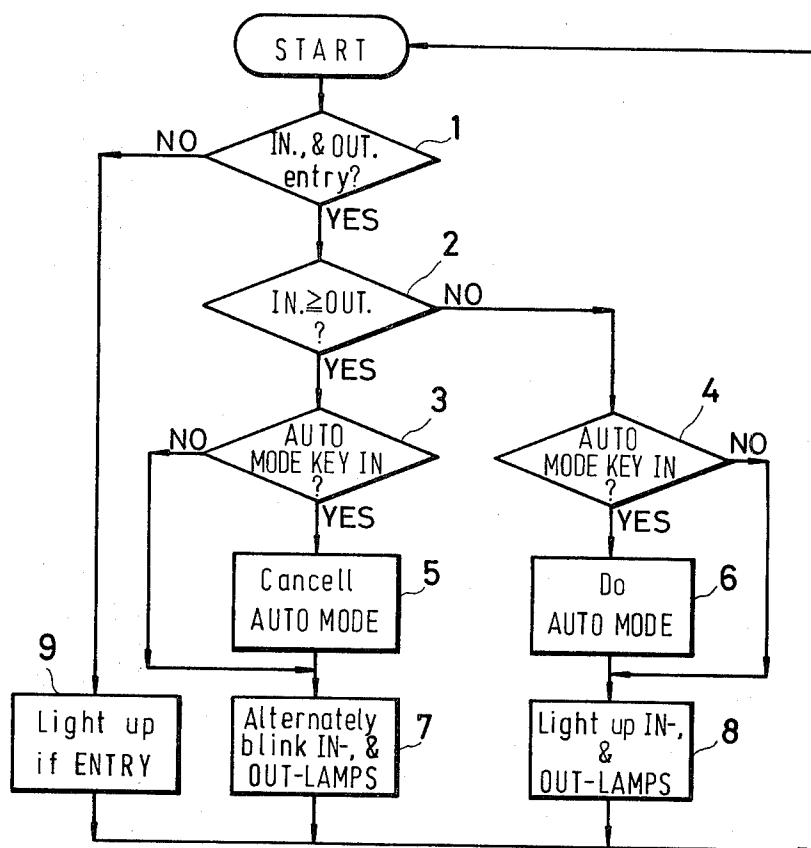 START
1
NO
IN., & OUT.
entry?
YES
2
IN.≧OUT.
?
NO
YES
3
NO
AUTO
MODE KEY IN
?
YES
4
AUTO
MODE KEY IN
?
NO
YES
5
Cancell
AUTO MODE
6
Do
AUTO MODE
9
Light up
if ENTRY
Alternately
blink IN-, &
OUT-LAMPS
7
Light up IN-,
&
OUT-LAMPS
8